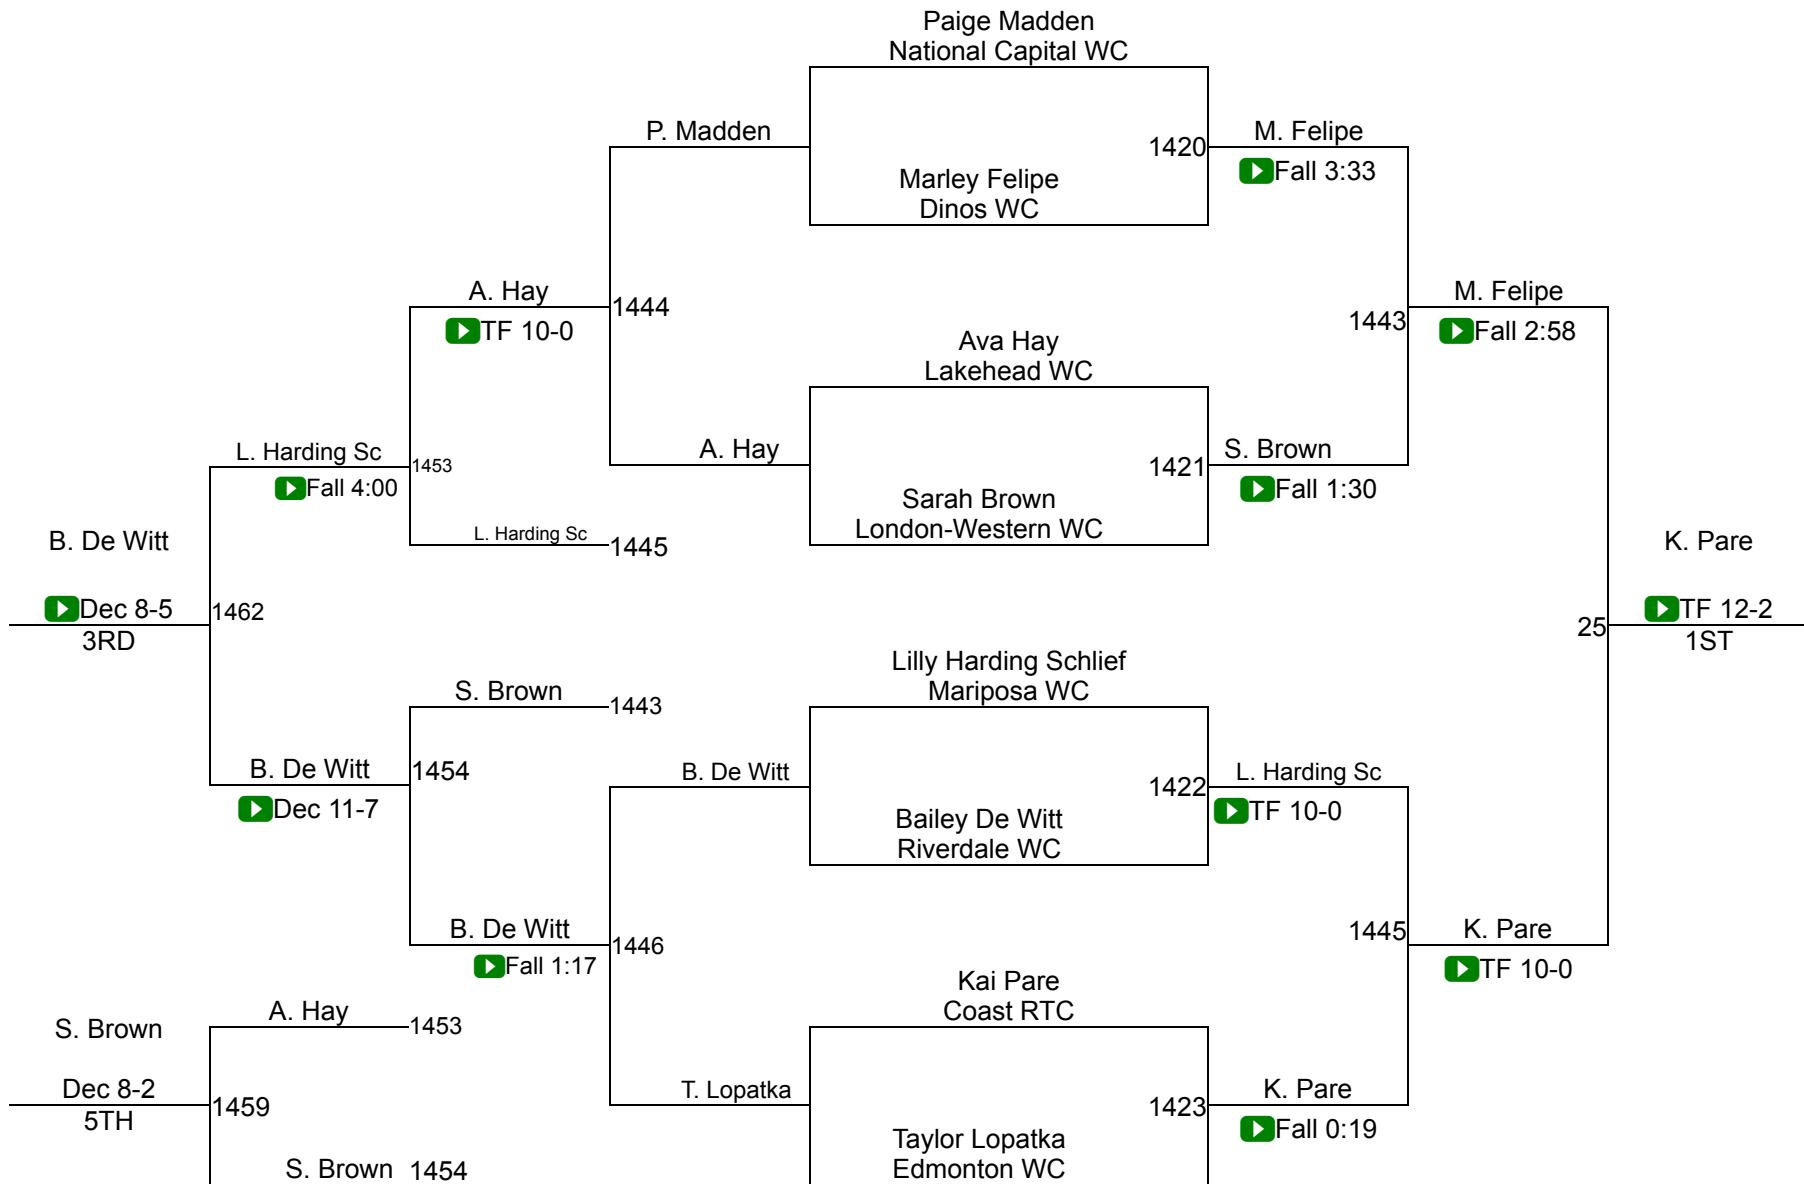 Paige Madden
National Capital WC
P. Madden
1420
M. Felipe
Fall 3:33
Marley Felipe
Dinos WC
A. Hay
TF 10-0
1444
1443
M. Felipe
Fall 2:58
Ava Hay
Lakehead WC
L. Harding Sc
Fall 4:00
1453
A. Hay
1421
S. Brown
Fall 1:30
Sarah Brown
London-Western WC
L. Harding Sc
1445
B. De Witt
Dec 8-5
3RD
1462
K. Pare
25
TF 12-2
1ST
Lilly Harding Schlief
Mariposa WC
S. Brown
1443
B. De Witt
Dec 11-7
1454
B. De Witt
1422
L. Harding Sc
TF 10-0
Bailey De Witt
Riverdale WC
B. De Witt
Fall 1:17
1446
1445
K. Pare
TF 10-0
Kai Pare
Coast RTC
S. Brown
A. Hay
1453
Dec 8-2
5TH
1459
T. Lopatka
1423
K. Pare
Fall 0:19
Taylor Lopatka
Edmonton WC
S. Brown
1454